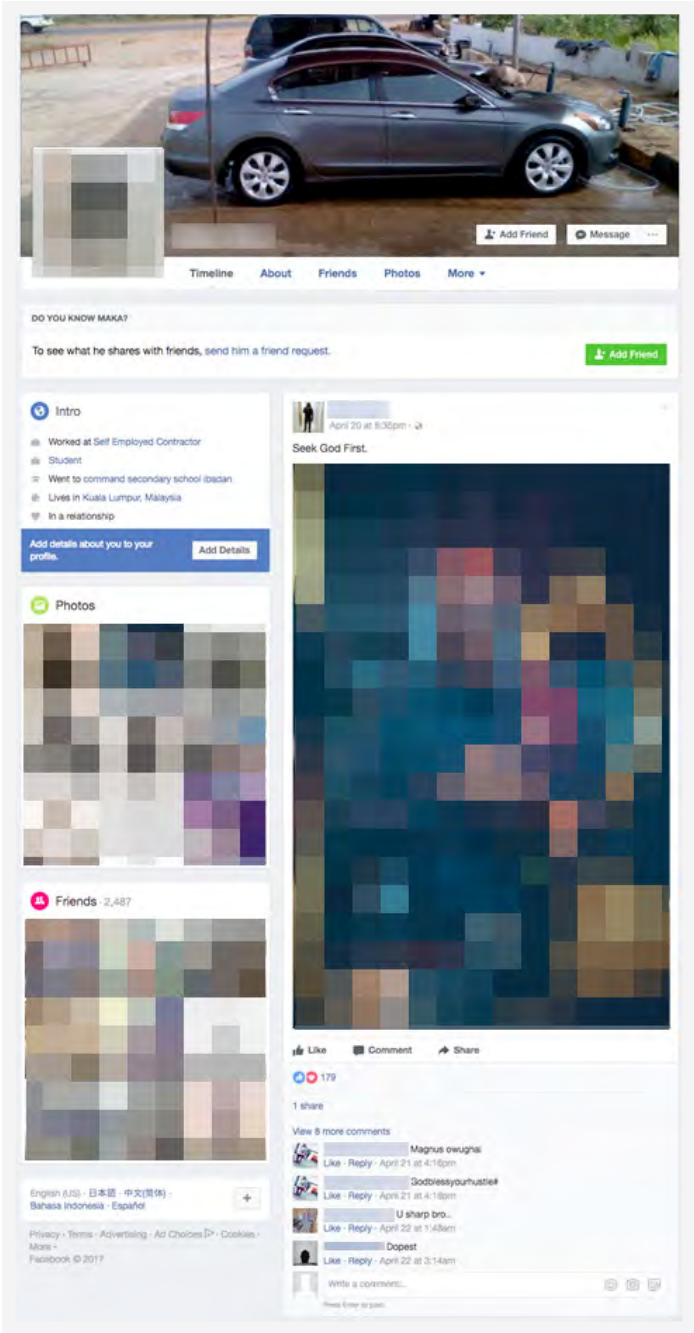 Add Friend
Message
Timeline
About
Friends
Photos
More
DO YOU KNOW MAKA?
To see what he shares with friends, send him a friend request.
Add Friend
Intro
Worked at Self Employed Contractor
Student
Went to command secondary school ibadan
Lives in Kuala Lumpur, Malaysia
In a relationship
Add details about you to your
profile.
Add Details
Photos
Friends · 2,487
English (US) · 日本語 · 中文(简体) ·
Bahasa Indonesia · Español
Privacy · Terms · Advertising · Ad Choices · Cookies ·
More
Facebook © 2017
April 20 at 8:35pm ·
Seek God First.
Like
Comment
Share
179
1 share
View 8 more comments
Magnus owughai
Like · Reply · April 21 at 4:16pm
Godblessyourhustle#
Like · Reply · April 21 at 4:18pm
U sharp bro..
Like · Reply · April 22 at 1:48am
Dopest
Like · Reply · April 22 at 3:14am
Write a comment...
Press Enter to post.